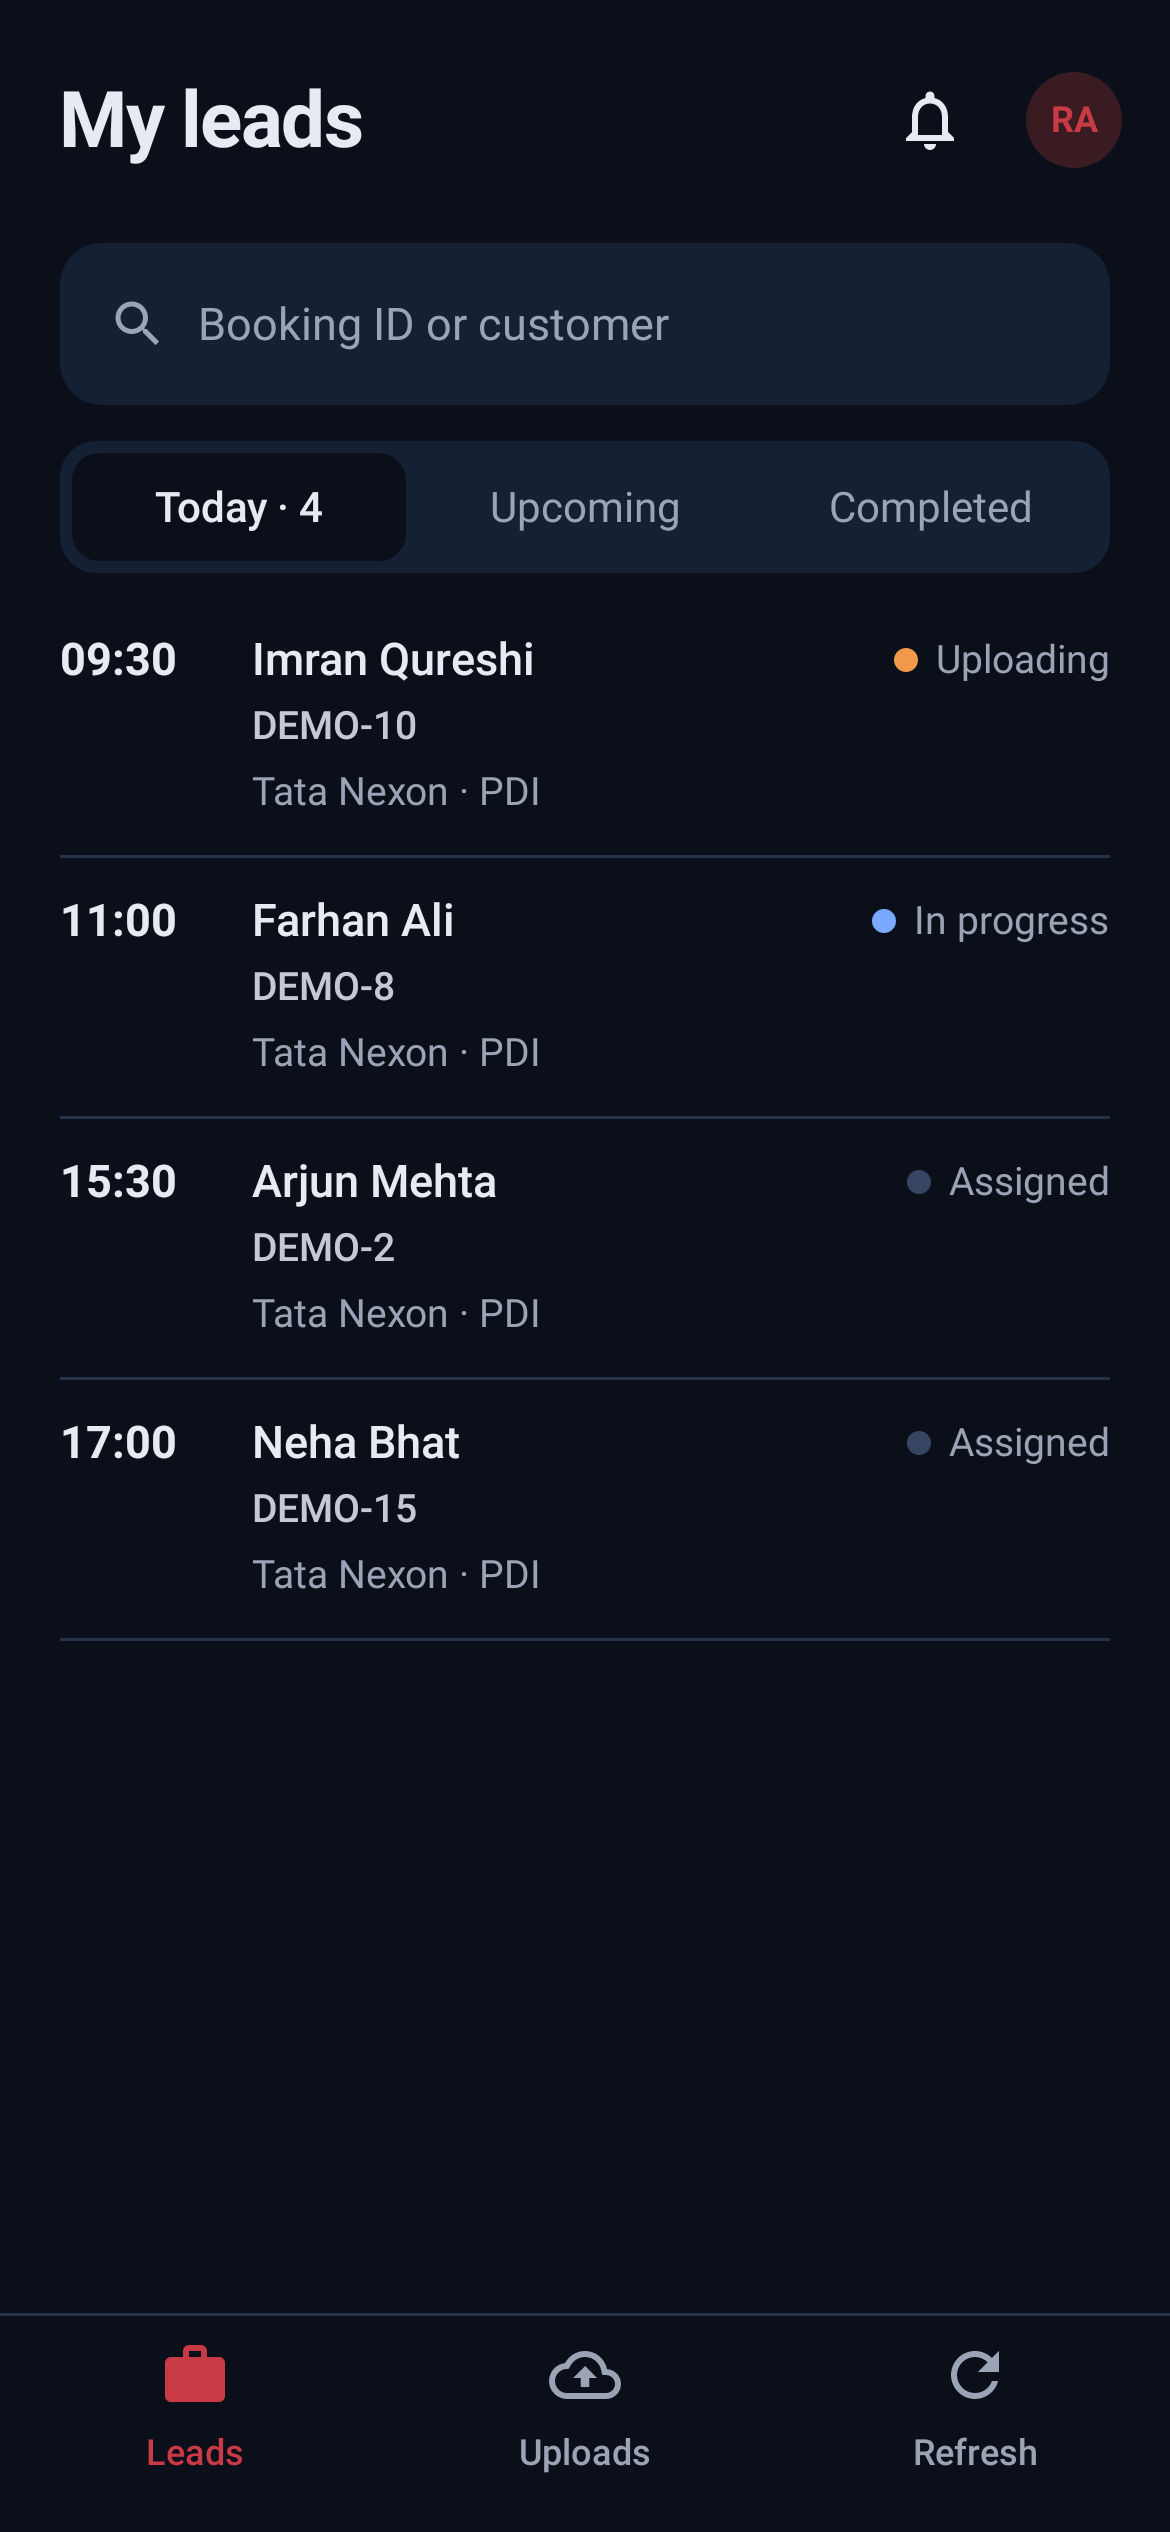 My leads
RA
Booking ID or customer
Today · 4
Upcoming
Completed
09:30
Imran Qureshi
Uploading
DEMO-10
Tata Nexon · PDI
11:00
Farhan Ali
In progress
DEMO-8
Tata Nexon · PDI
15:30
Arjun Mehta
Assigned
DEMO-2
Tata Nexon · PDI
17:00
Neha Bhat
Assigned
DEMO-15
Tata Nexon · PDI
Leads
Uploads
Refresh